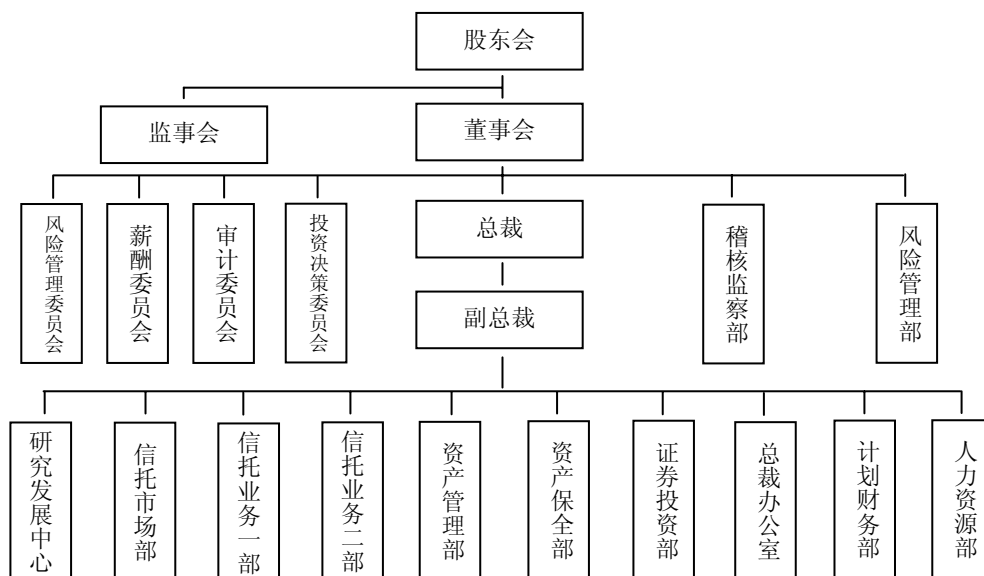 股东会
监事会
董事会
风险管理委员会
薪酬委员会
审计委员会
投资决策委员会
总裁
副总裁
稽核监察部
风险管理部
研究发展中心
信托市场部
信托业务一部
信托业务二部
资产管理部
资产保全部
证券投资部
总裁办公室
计划财务部
人力资源部